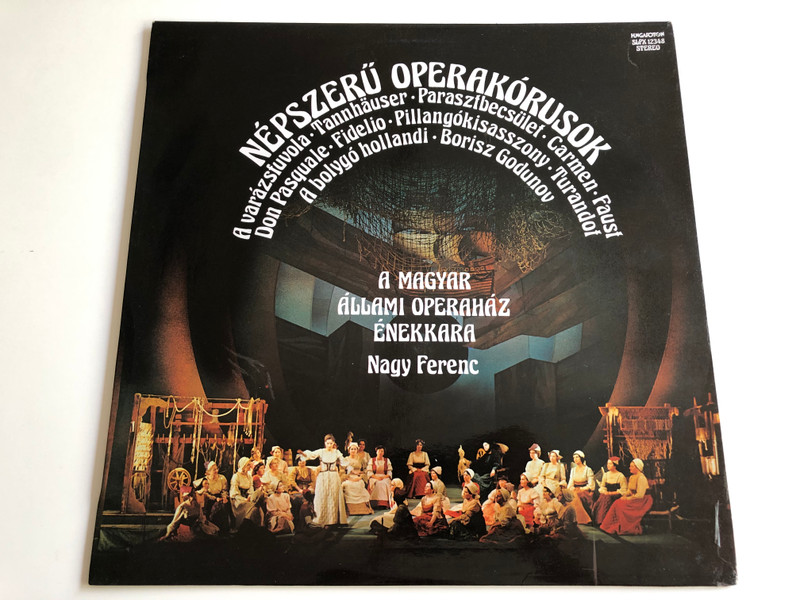 HUNGAROTON
SLPX 12348
STEREO
NÉPSZERŰ OPERAKÓRUSOK
A varázsfuvola · Tannhäuser · Parasztbecsület · Carmen · Faust
Don Pasquale · Fidelio · Pillangókisasszony · Turandot
A bolygó hollandi · Borisz Godunov
A MAGYAR
ÁLLAMI OPERAHÁZ
ÉNEKKARA
Nagy Ferenc